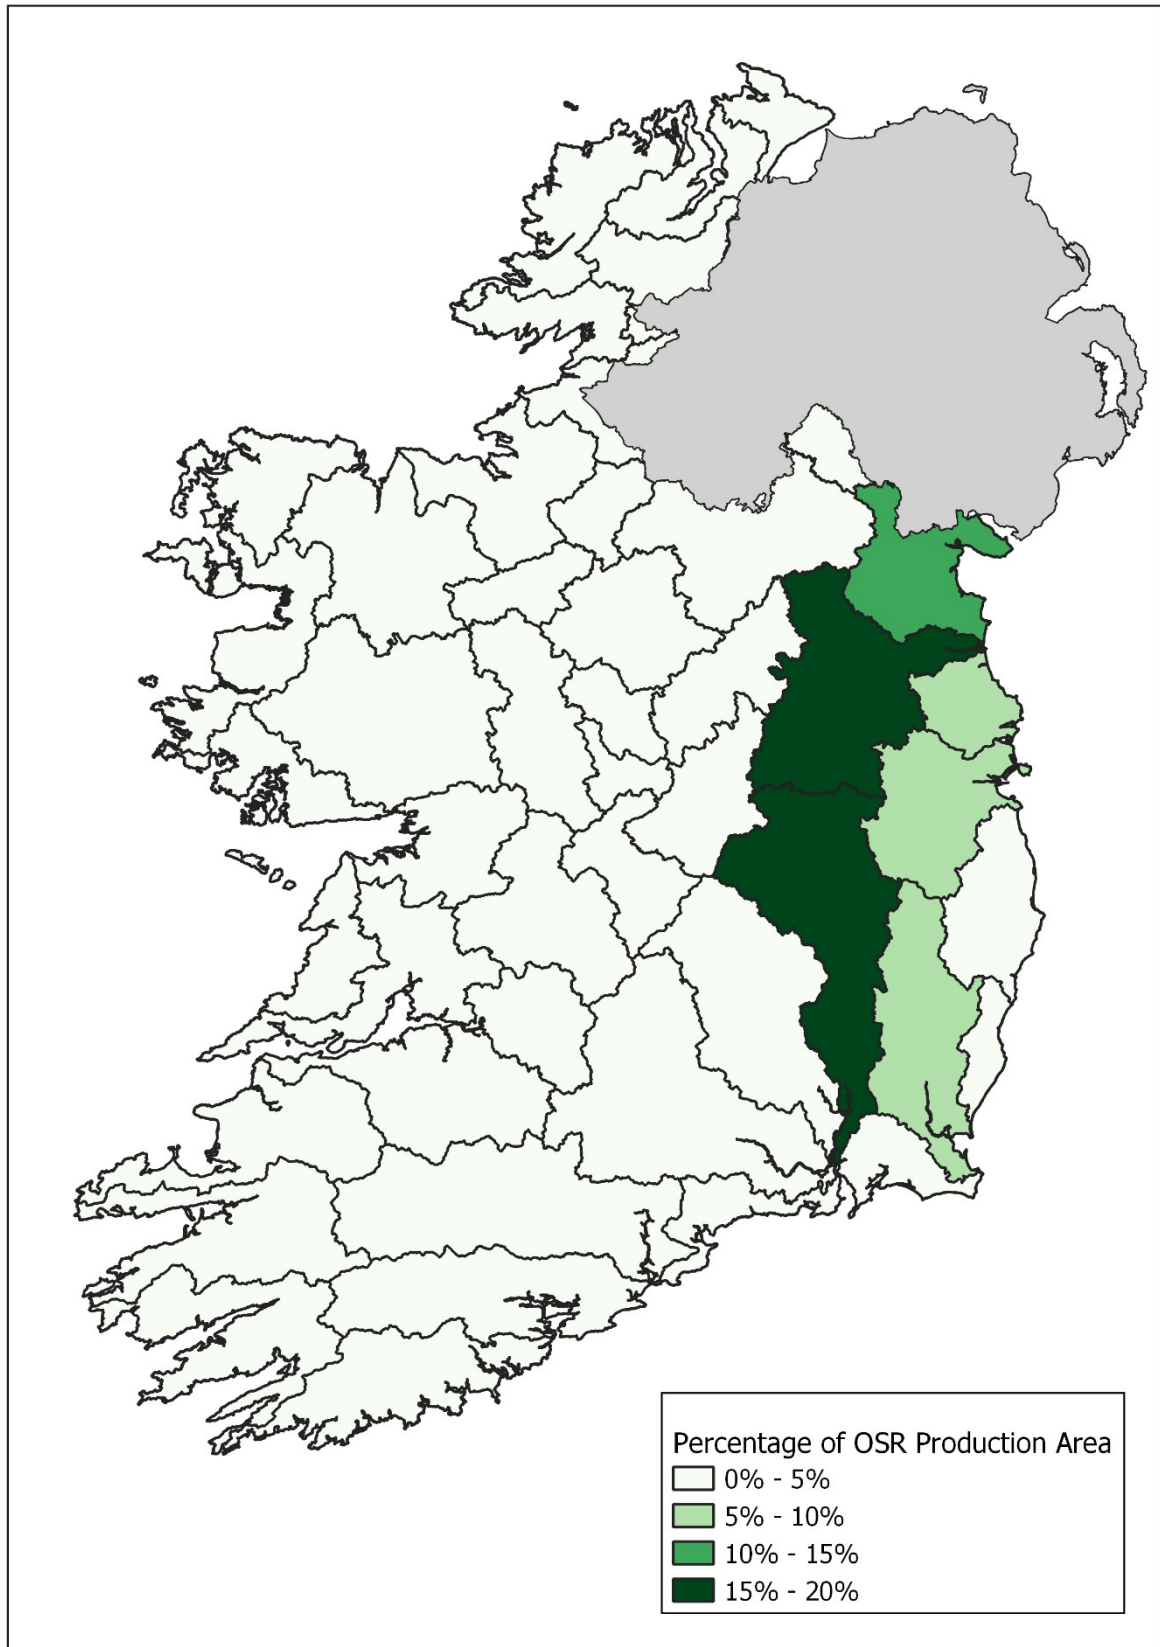 Percentage of OSR Production Area
0% - 5%
5% - 10%
10% - 15%
15% - 20%